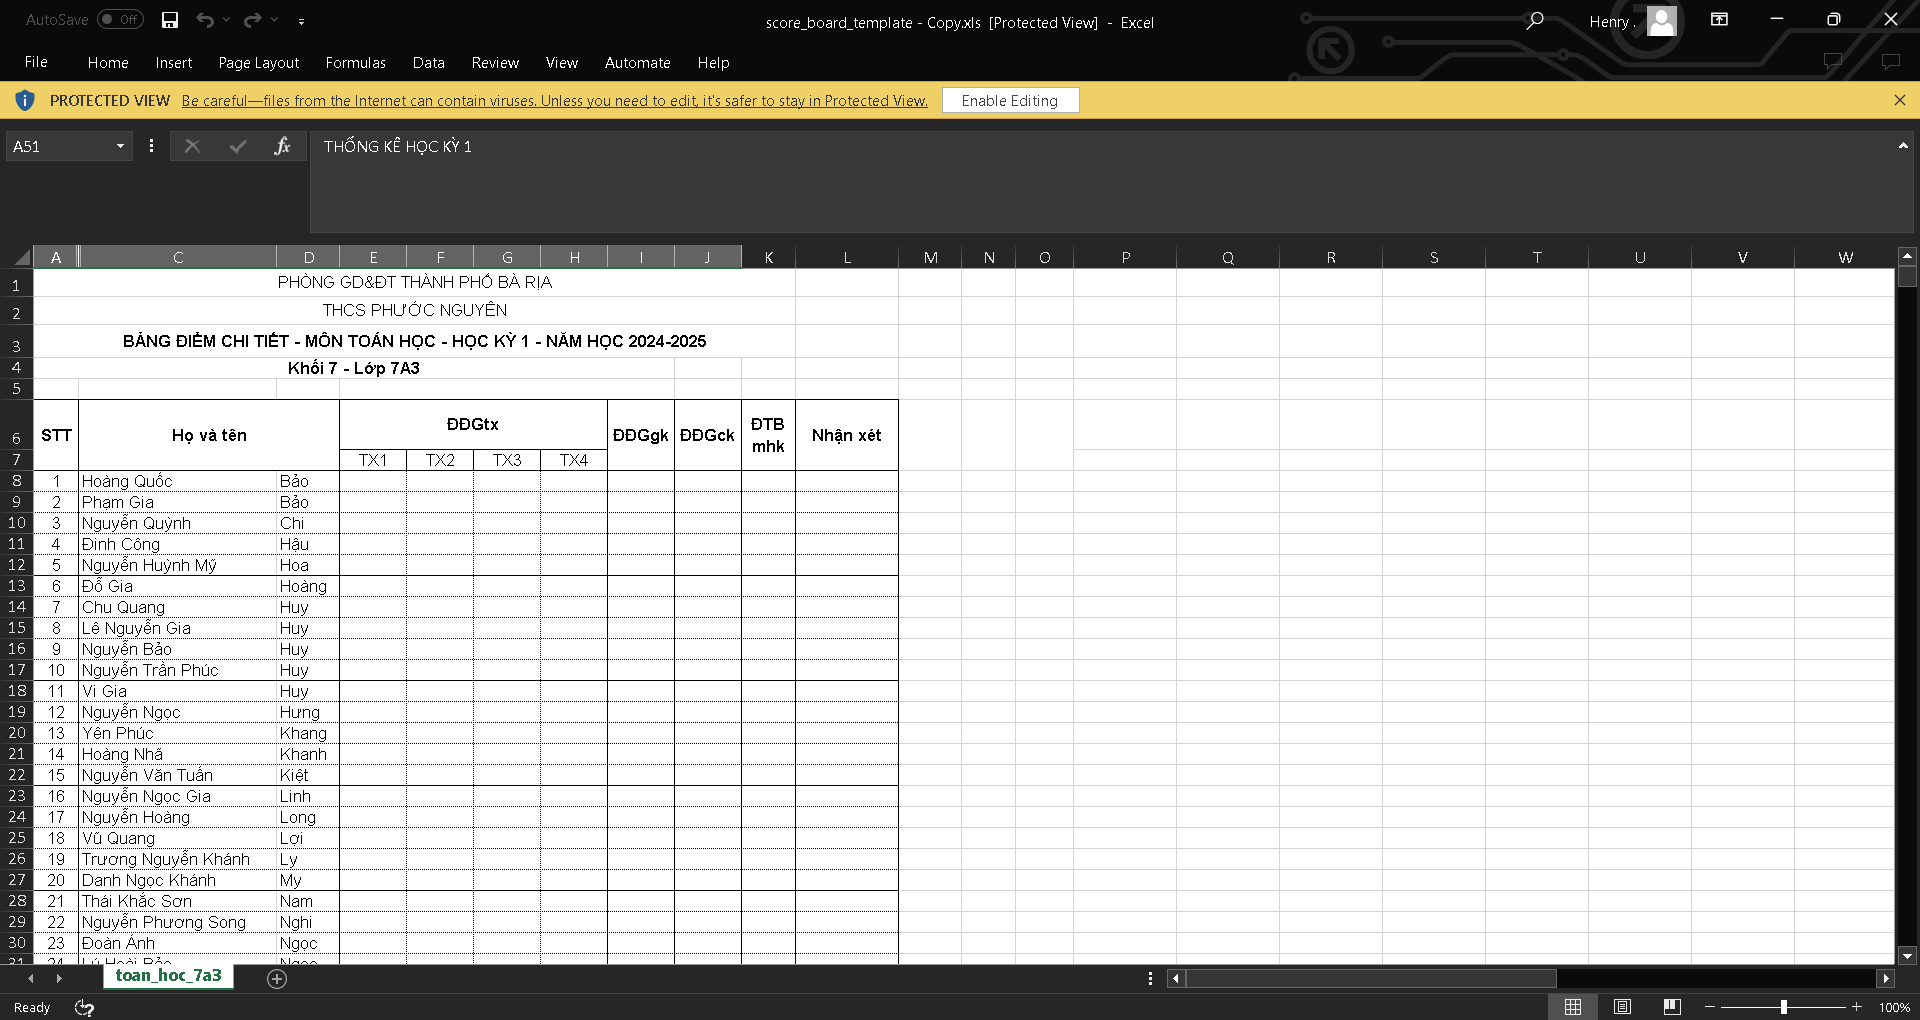 AutoSave Off
score_board_template - Copy.xls [Protected View] - Excel
Henry .
File Home Insert Page Layout Formulas Data Review View Automate Help
PROTECTED VIEW Be careful—files from the Internet can contain viruses. Unless you need to edit, it's safer to stay in Protected View. Enable Editing
A51 fx THỐNG KÊ HỌC KỲ 1
A C D E F G H I J K L M N O P Q R S T U V W
1 PHÒNG GD&ĐT THÀNH PHỐ BÀ RỊA
2 THCS PHƯỚC NGUYÊN
3 BẢNG ĐIỂM CHI TIẾT - MÔN TOÁN HỌC - HỌC KỲ 1 - NĂM HỌC 2024-2025
4 Khối 7 - Lớp 7A3
5
6 STT Họ và tên ĐĐGtx ĐĐGgk ĐĐGck ĐTB mhk Nhận xét
7 TX1 TX2 TX3 TX4
8 1 Hoàng Quốc Bảo
9 2 Phạm Gia Bảo
10 3 Nguyễn Quỳnh Chi
11 4 Đinh Công Hậu
12 5 Nguyễn Huỳnh Mỹ Hoa
13 6 Đỗ Gia Hoàng
14 7 Chu Quang Huy
15 8 Lê Nguyễn Gia Huy
16 9 Nguyễn Bảo Huy
17 10 Nguyễn Trần Phúc Huy
18 11 Vi Gia Huy
19 12 Nguyễn Ngọc Hưng
20 13 Yên Phúc Khang
21 14 Hoàng Nhã Khanh
22 15 Nguyễn Văn Tuấn Kiệt
23 16 Nguyễn Ngọc Gia Linh
24 17 Nguyễn Hoàng Long
25 18 Vũ Quang Lợi
26 19 Trương Nguyễn Khánh Ly
27 20 Danh Ngọc Khánh My
28 21 Thái Khắc Sơn Nam
29 22 Nguyễn Phương Song Nghi
30 23 Đoàn Ánh Ngọc
31 24
toan_hoc_7a3
Ready
100%